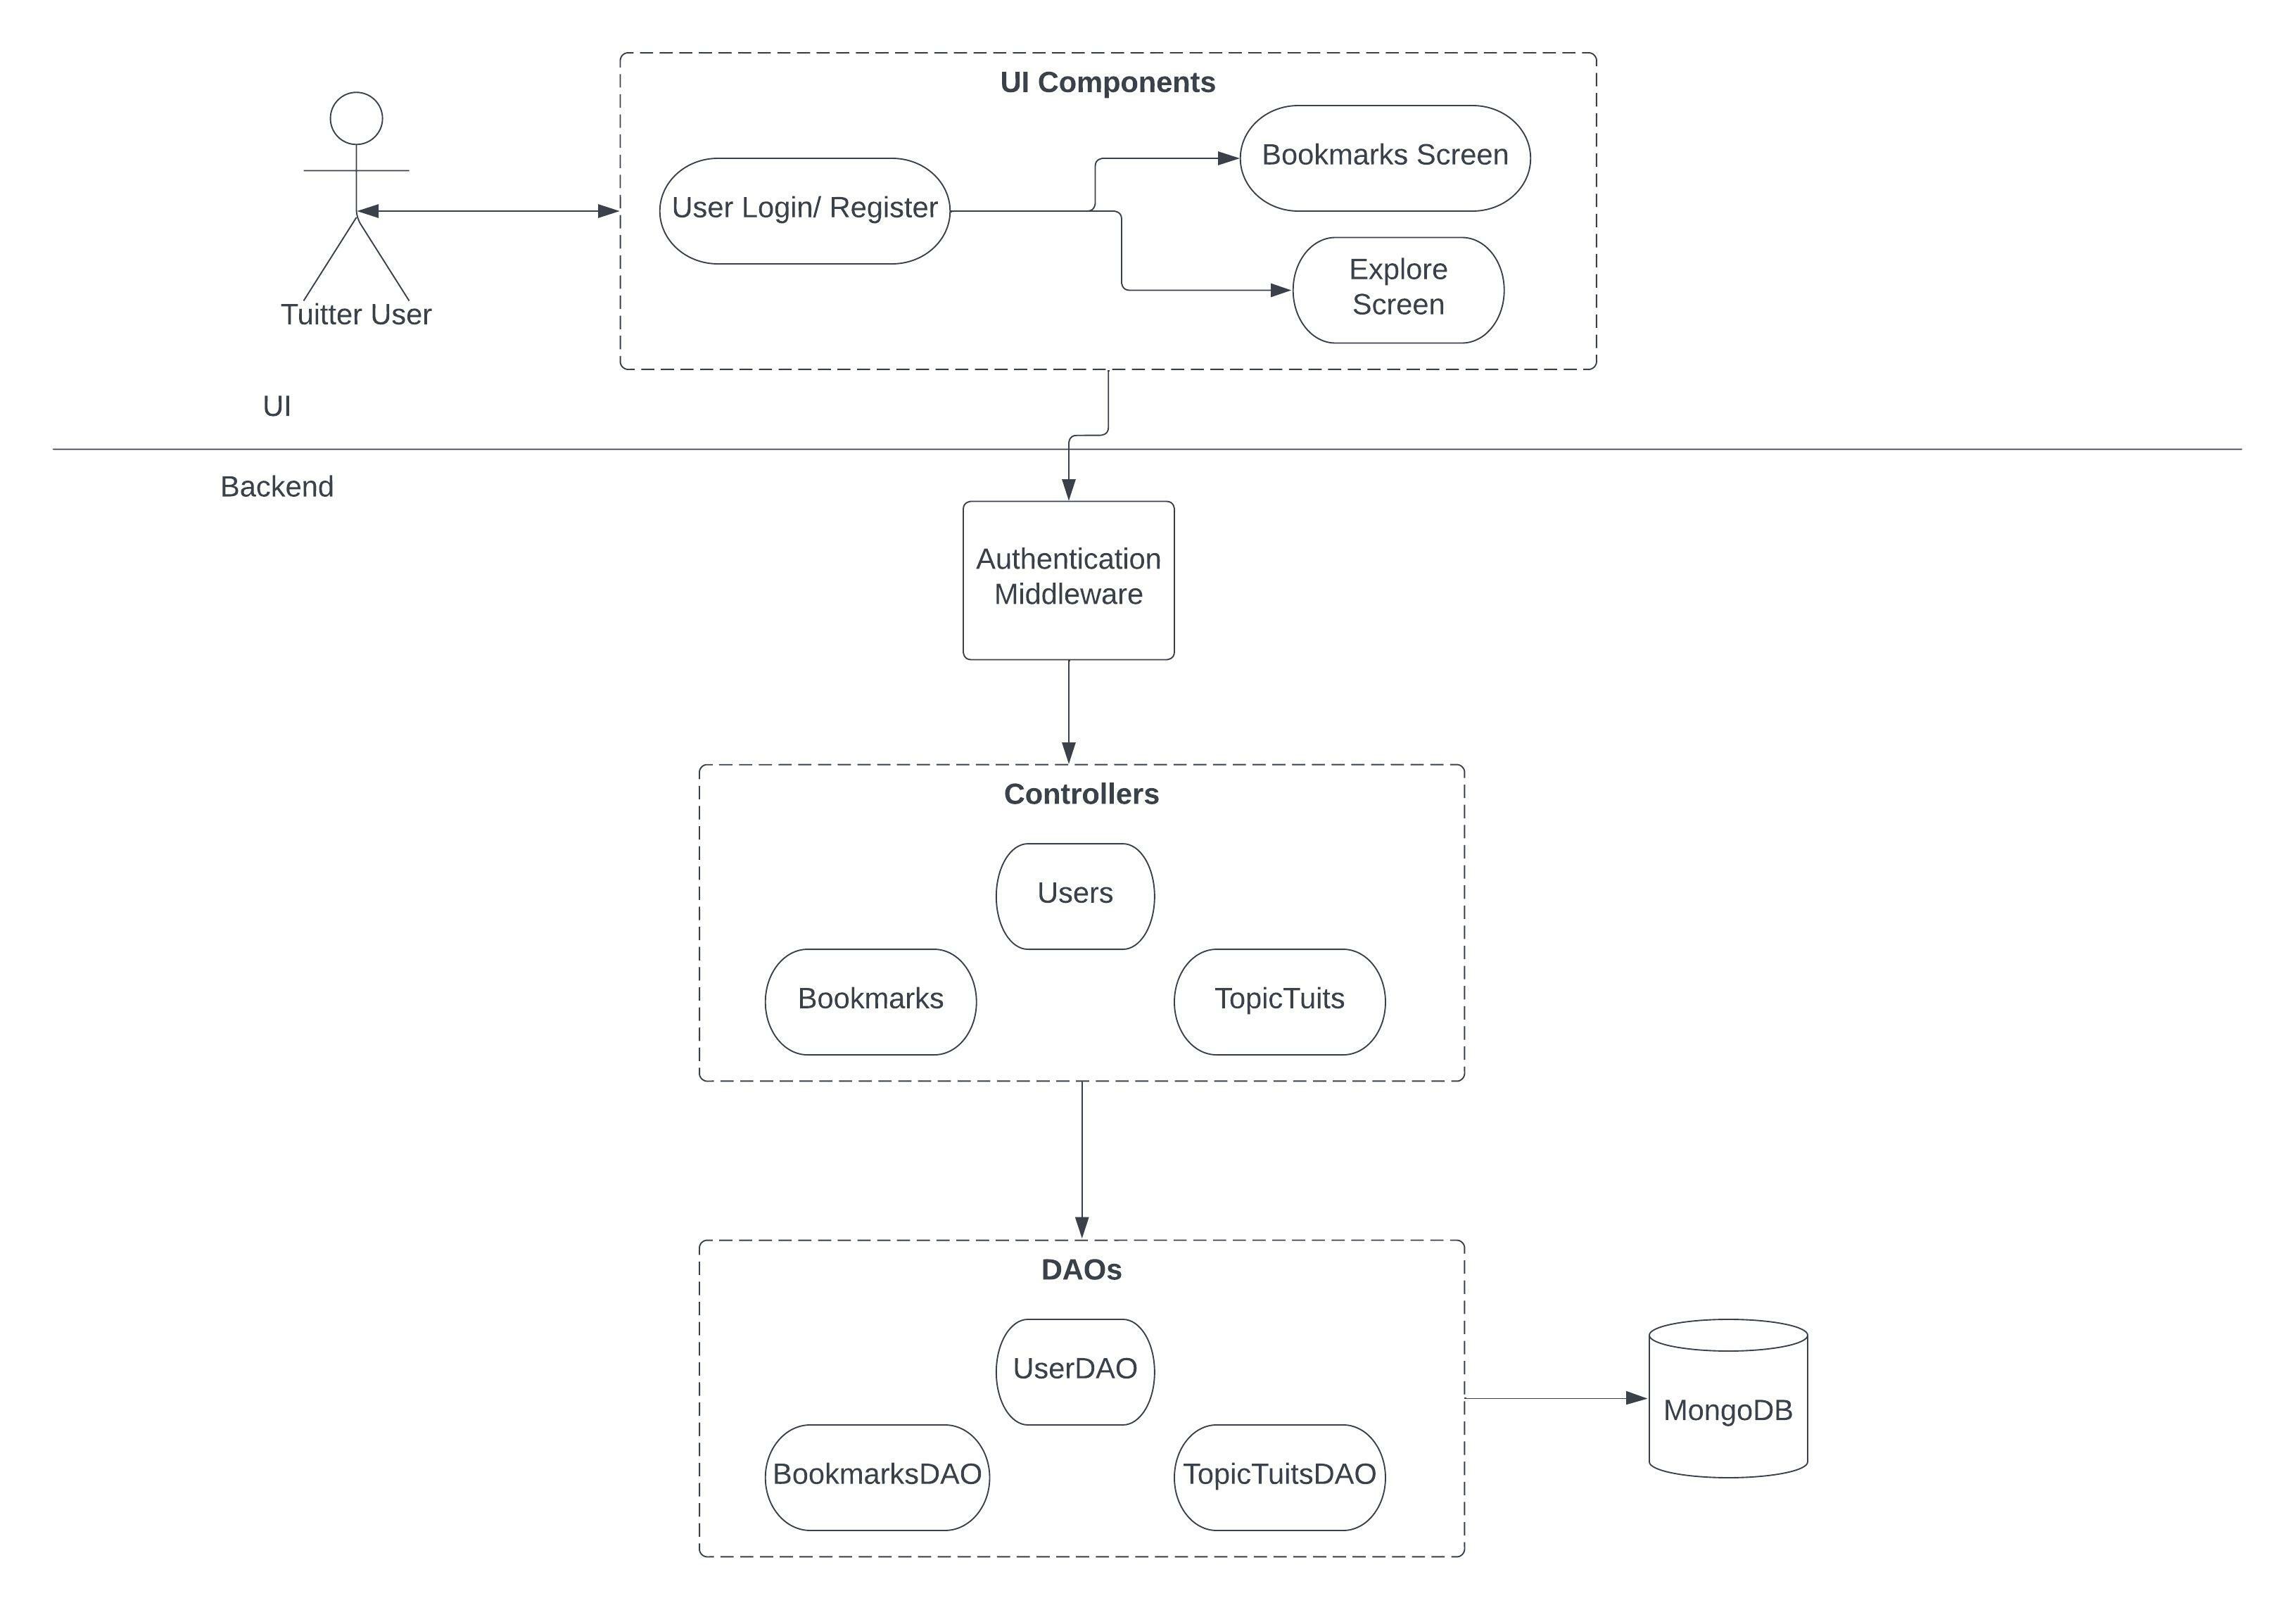 UI Components
Bookmarks Screen
User Login/ Register
Explore
Screen
Tuitter User
UI
Backend
Authentication
Middleware
Controllers
Users
Bookmarks
TopicTuits
DAOs
UserDAO
MongoDB
BookmarksDAO
TopicTuitsDAO